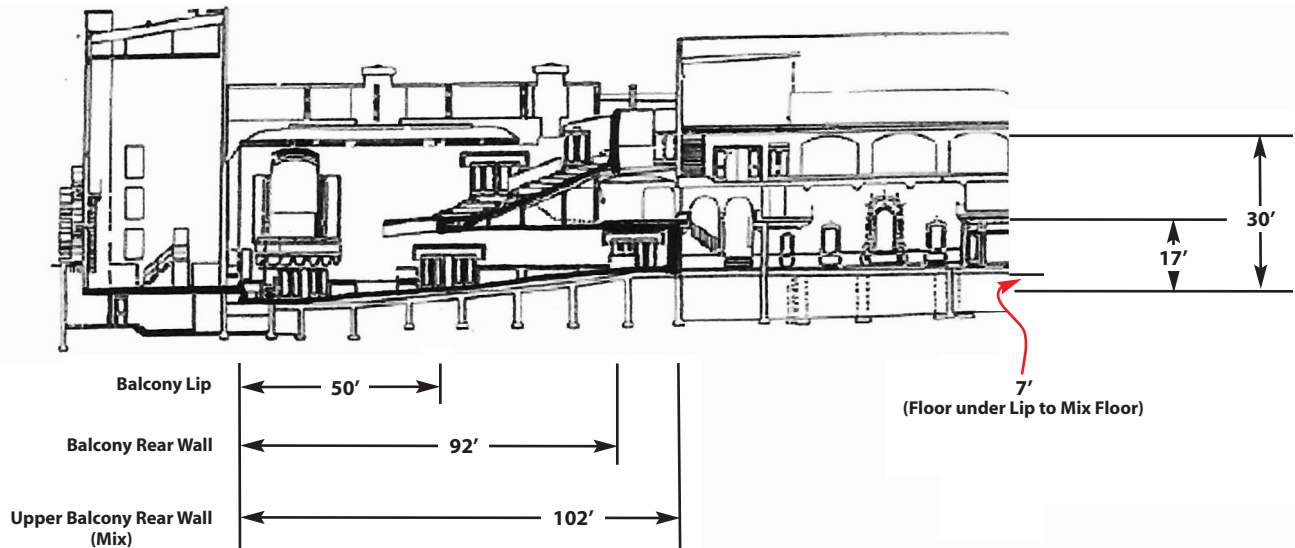 30’
17’
7’
(Floor under Lip to Mix Floor)
Balcony Lip
50’
Balcony Rear Wall
92’
Upper Balcony Rear Wall
(Mix)
102’